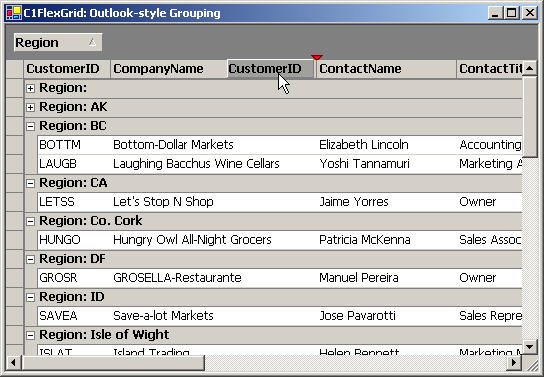 C1FlexGrid: Outlook-style Grouping
Region
CustomerID CompanyName CustomerID ContactName ContactTit
Region:
Region: AK
Region: BC
BOTTM Bottom-Dollar Markets Elizabeth Lincoln Accounting
LAUGB Laughing Bacchus Wine Cellars Yoshi Tannamuri Marketing A
Region: CA
LETSS Let's Stop N Shop Jaime Yorres Owner
Region: Co. Cork
HUNGO Hungry Owl All-Night Grocers Patricia McKenna Sales Assoc
Region: DF
GROSR GROSELLA-Restaurante Manuel Pereira Owner
Region: ID
SAVEA Save-a-lot Markets Jose Pavarotti Sales Repre
Region: Isle of Wight
ISLAT Island Trading Helen Bennett Marketing M